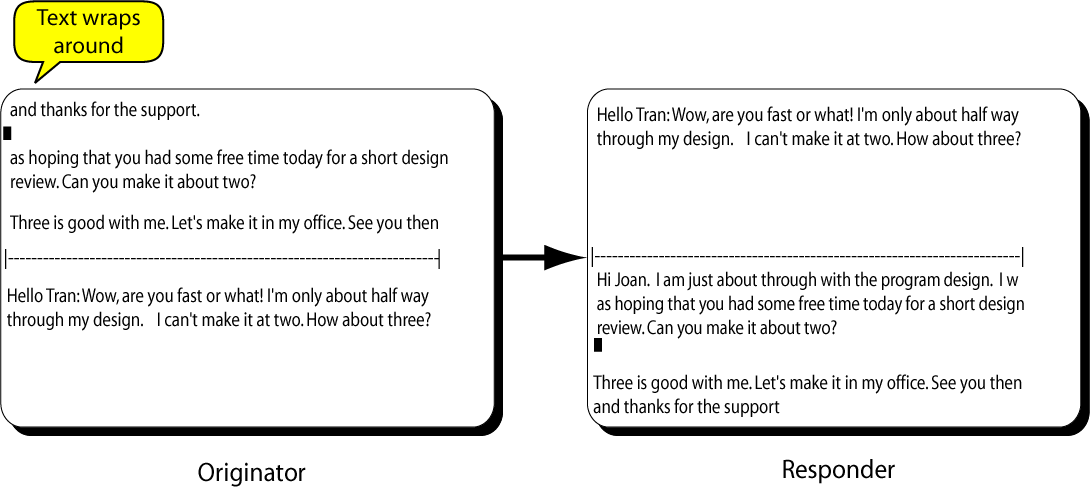 Text wraps
around
and thanks for the support.
as hoping that you had some free time today for a short design
review. Can you make it about two?
Three is good with me. Let's make it in my office. See you then
|--------------------------------------------------------------------------|
Hello Tran: Wow, are you fast or what! I'm only about half way
through my design.   I can't make it at two. How about three?
Originator
Hello Tran: Wow, are you fast or what! I'm only about half way
through my design.   I can't make it at two. How about three?
|--------------------------------------------------------------------------|
Hi Joan.  I am just about through with the program design.  I w
as hoping that you had some free time today for a short design
review. Can you make it about two?
Three is good with me. Let's make it in my office. See you then
and thanks for the support
Responder